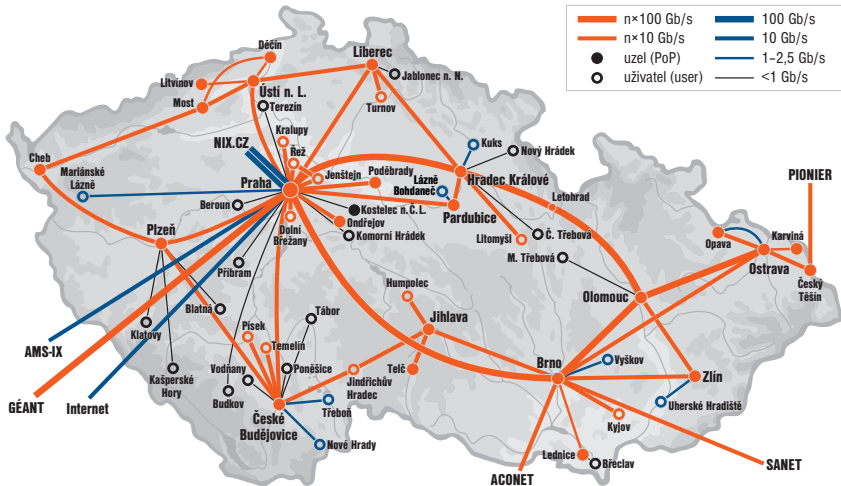 n×100 Gb/s
100 Gb/s
n×10 Gb/s
10 Gb/s
uzel (PoP)
1–2,5 Gb/s
uživatel (user)
<1 Gb/s
Děčín
Liberec
Litvínov
Jablonec n. N.
Most
Ústí n. L.
Terezín
Turnov
Kralupy
NIX.CZ
Řež
Kuks
Nový Hrádek
Cheb
Jenštejn
Poděbrady
Lázně
Bohdaneč
Hradec Králové
PIONIER
Mariánské
Lázně
Praha
Beroun
Letohrad
Kostelec n.Č.L.
Pardubice
Plzeň
Ondřejov
Dolní
Břežany
Komorní Hrádek
Litomyšl
Č. Třebová
Opava
Karviná
Ostrava
M. Třebová
Příbram
Český
Těšín
Humpolec
Olomouc
Blatná
Tábor
Klatovy
Písek
Jihlava
Temelín
AMS-IX
Vyškov
Brno
Zlín
Kašperské
Hory
Vodňany
Poněšice
Telč
Jindřichův
Hradec
GÉANT
Internet
Budkov
České
Budějovice
Třeboň
Uherské Hradiště
Kyjov
Nové Hrady
Lednice
Břeclav
SANET
ACONET